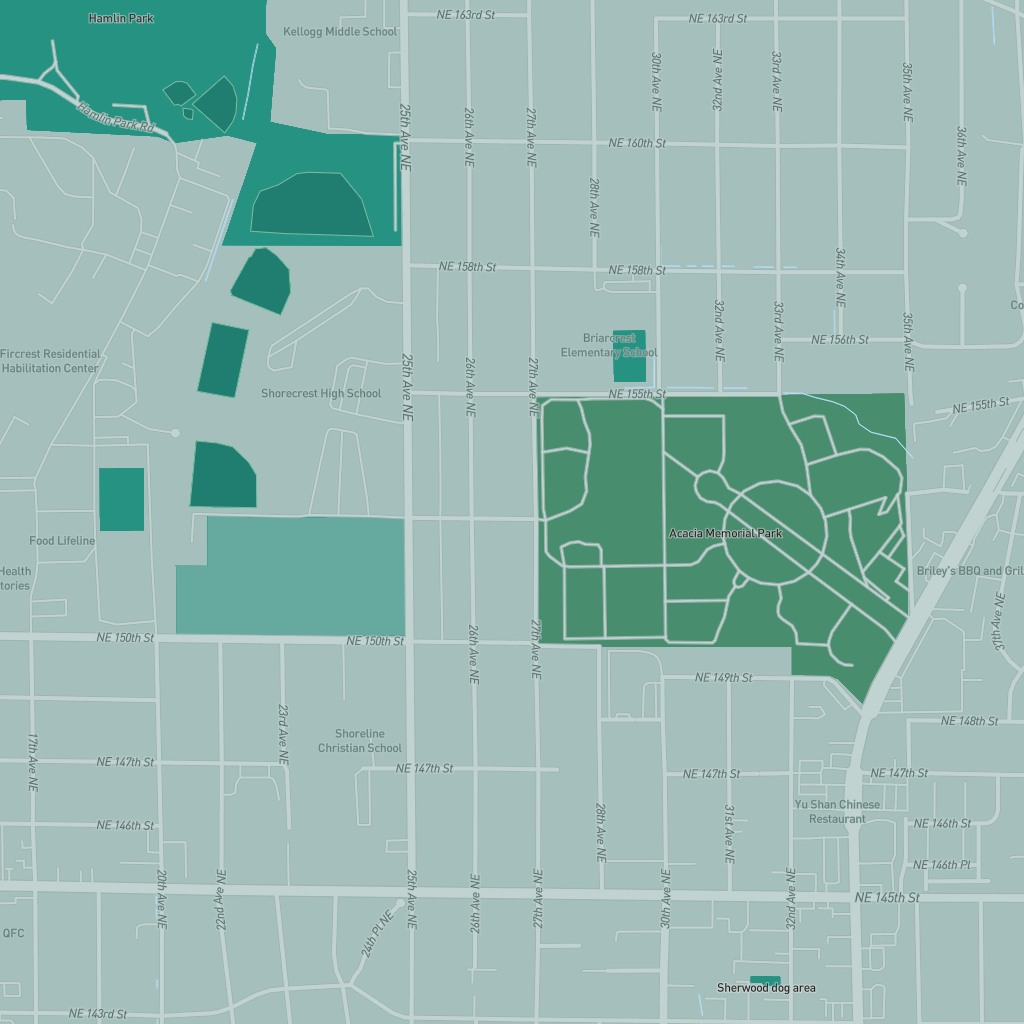 Hamlin Park
NE 163rd St
NE 163rd St
Kellogg Middle School
30th Ave NE
32nd Ave NE
33rd Ave NE
35th Ave NE
Hamlin Park Rd
25th Ave NE
26th Ave NE
27th Ave NE
NE 160th St
36th Ave NE
28th Ave NE
NE 158th St
NE 158th St
34th Ave NE
32nd Ave NE
33rd Ave NE
35th Ave NE
Co
Briarcrest
Elementary School
NE 156th St
Fircrest Residential
Habilitation Center
25th Ave NE
26th Ave NE
27th Ave NE
Shorecrest High School
NE 155th St
NE 155th St
Acacia Memorial Park
Food Lifeline
Health
tories
Briley's BBQ and Gril
37th Ave NE
NE 150th St
NE 150th St
26th Ave NE
27th Ave NE
NE 149th St
NE 148th St
17th Ave NE
23rd Ave NE
Shoreline
Christian School
NE 147th St
NE 147th St
NE 147th St
NE 147th St
Yu Shan Chinese
Restaurant
NE 146th St
28th Ave NE
31st Ave NE
NE 146th St
NE 146th Pl
20th Ave NE
22nd Ave NE
25th Ave NE
26th Ave NE
27th Ave NE
30th Ave NE
32nd Ave NE
NE 145th St
24th Pl NE
QFC
Sherwood dog area
NE 143rd St